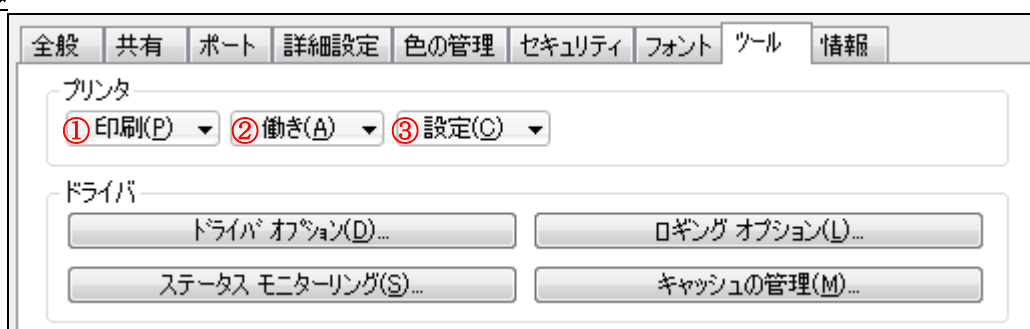 全般 共有 ポート 詳細設定 色の管理 セキュリティ フォント ツール 情報
プリンタ
①印刷(P) ②働き(A) ③設定(C)
ドライバ
ドライバ オプション(D)... ロギング オプション(L)...
ステータス モニターリング(S)... キャッシュの管理(M)...